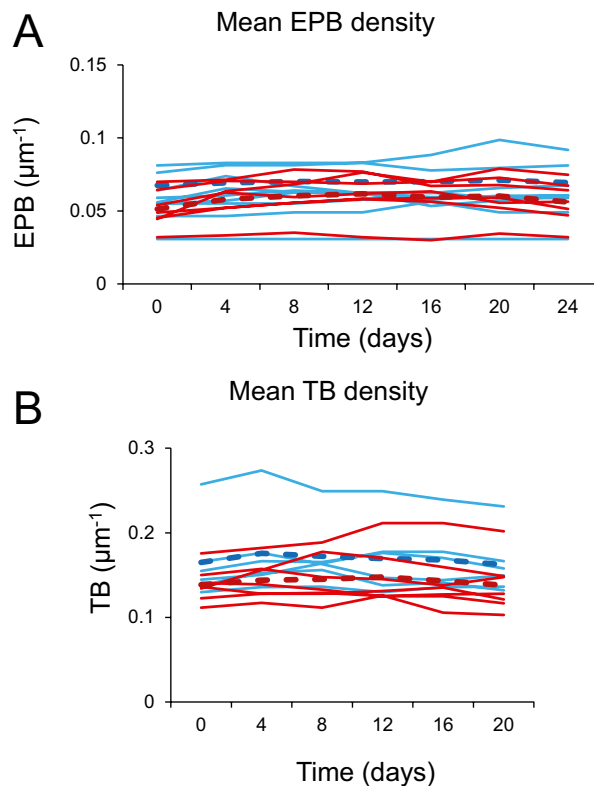 A
Mean EPB density
EPB (µm⁻¹)
0.15
0.1
0.05
0
0 4 8 12 16 20 24
Time (days)
B
Mean TB density
TB (µm⁻¹)
0.3
0.2
0.1
0
0 4 8 12 16 20
Time (days)